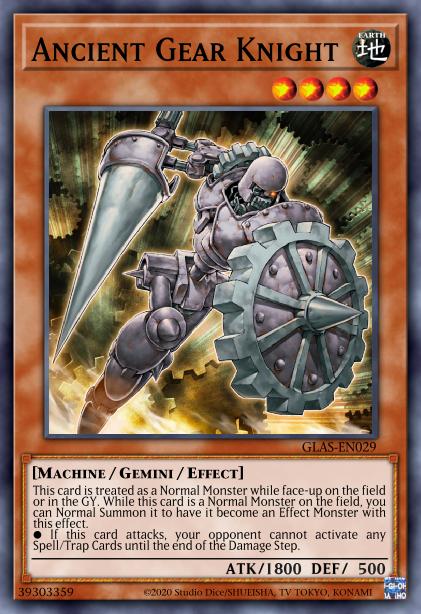 ANCIENT GEAR KNIGHT
EARTH
地
GLAS-EN029
[MACHINE / GEMINI / EFFECT]
This card is treated as a Normal Monster while face-up on the field
or in the GY. While this card is a Normal Monster on the field, you
can Normal Summon it to have it become an Effect Monster with
this effect.
● If this card attacks, your opponent cannot activate any
Spell/Trap Cards until the end of the Damage Step.
ATK/1800 DEF/ 500
39303359
©2020 Studio Dice/SHUEISHA, TV TOKYO, KONAMI